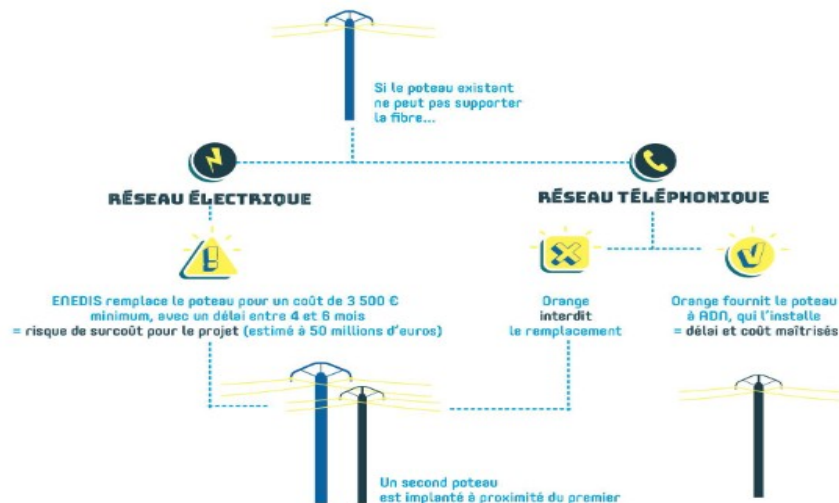 Si le poteau existant
ne peut pas supporter
la fibre...
RÉSEAU ÉLECTRIQUE
RÉSEAU TÉLÉPHONIQUE
ENEDIS remplace le poteau pour un coût de 3 500 €
minimum, avec un délai entre 4 et 6 mois
= risque de surcoût pour le projet (estimé à 50 millions d'euros)
Orange
interdit
le remplacement
Orange fournit le poteau
à ADN, qui l'installe
= délai et coût maîtrisés
Un second poteau
est implanté à proximité du premier